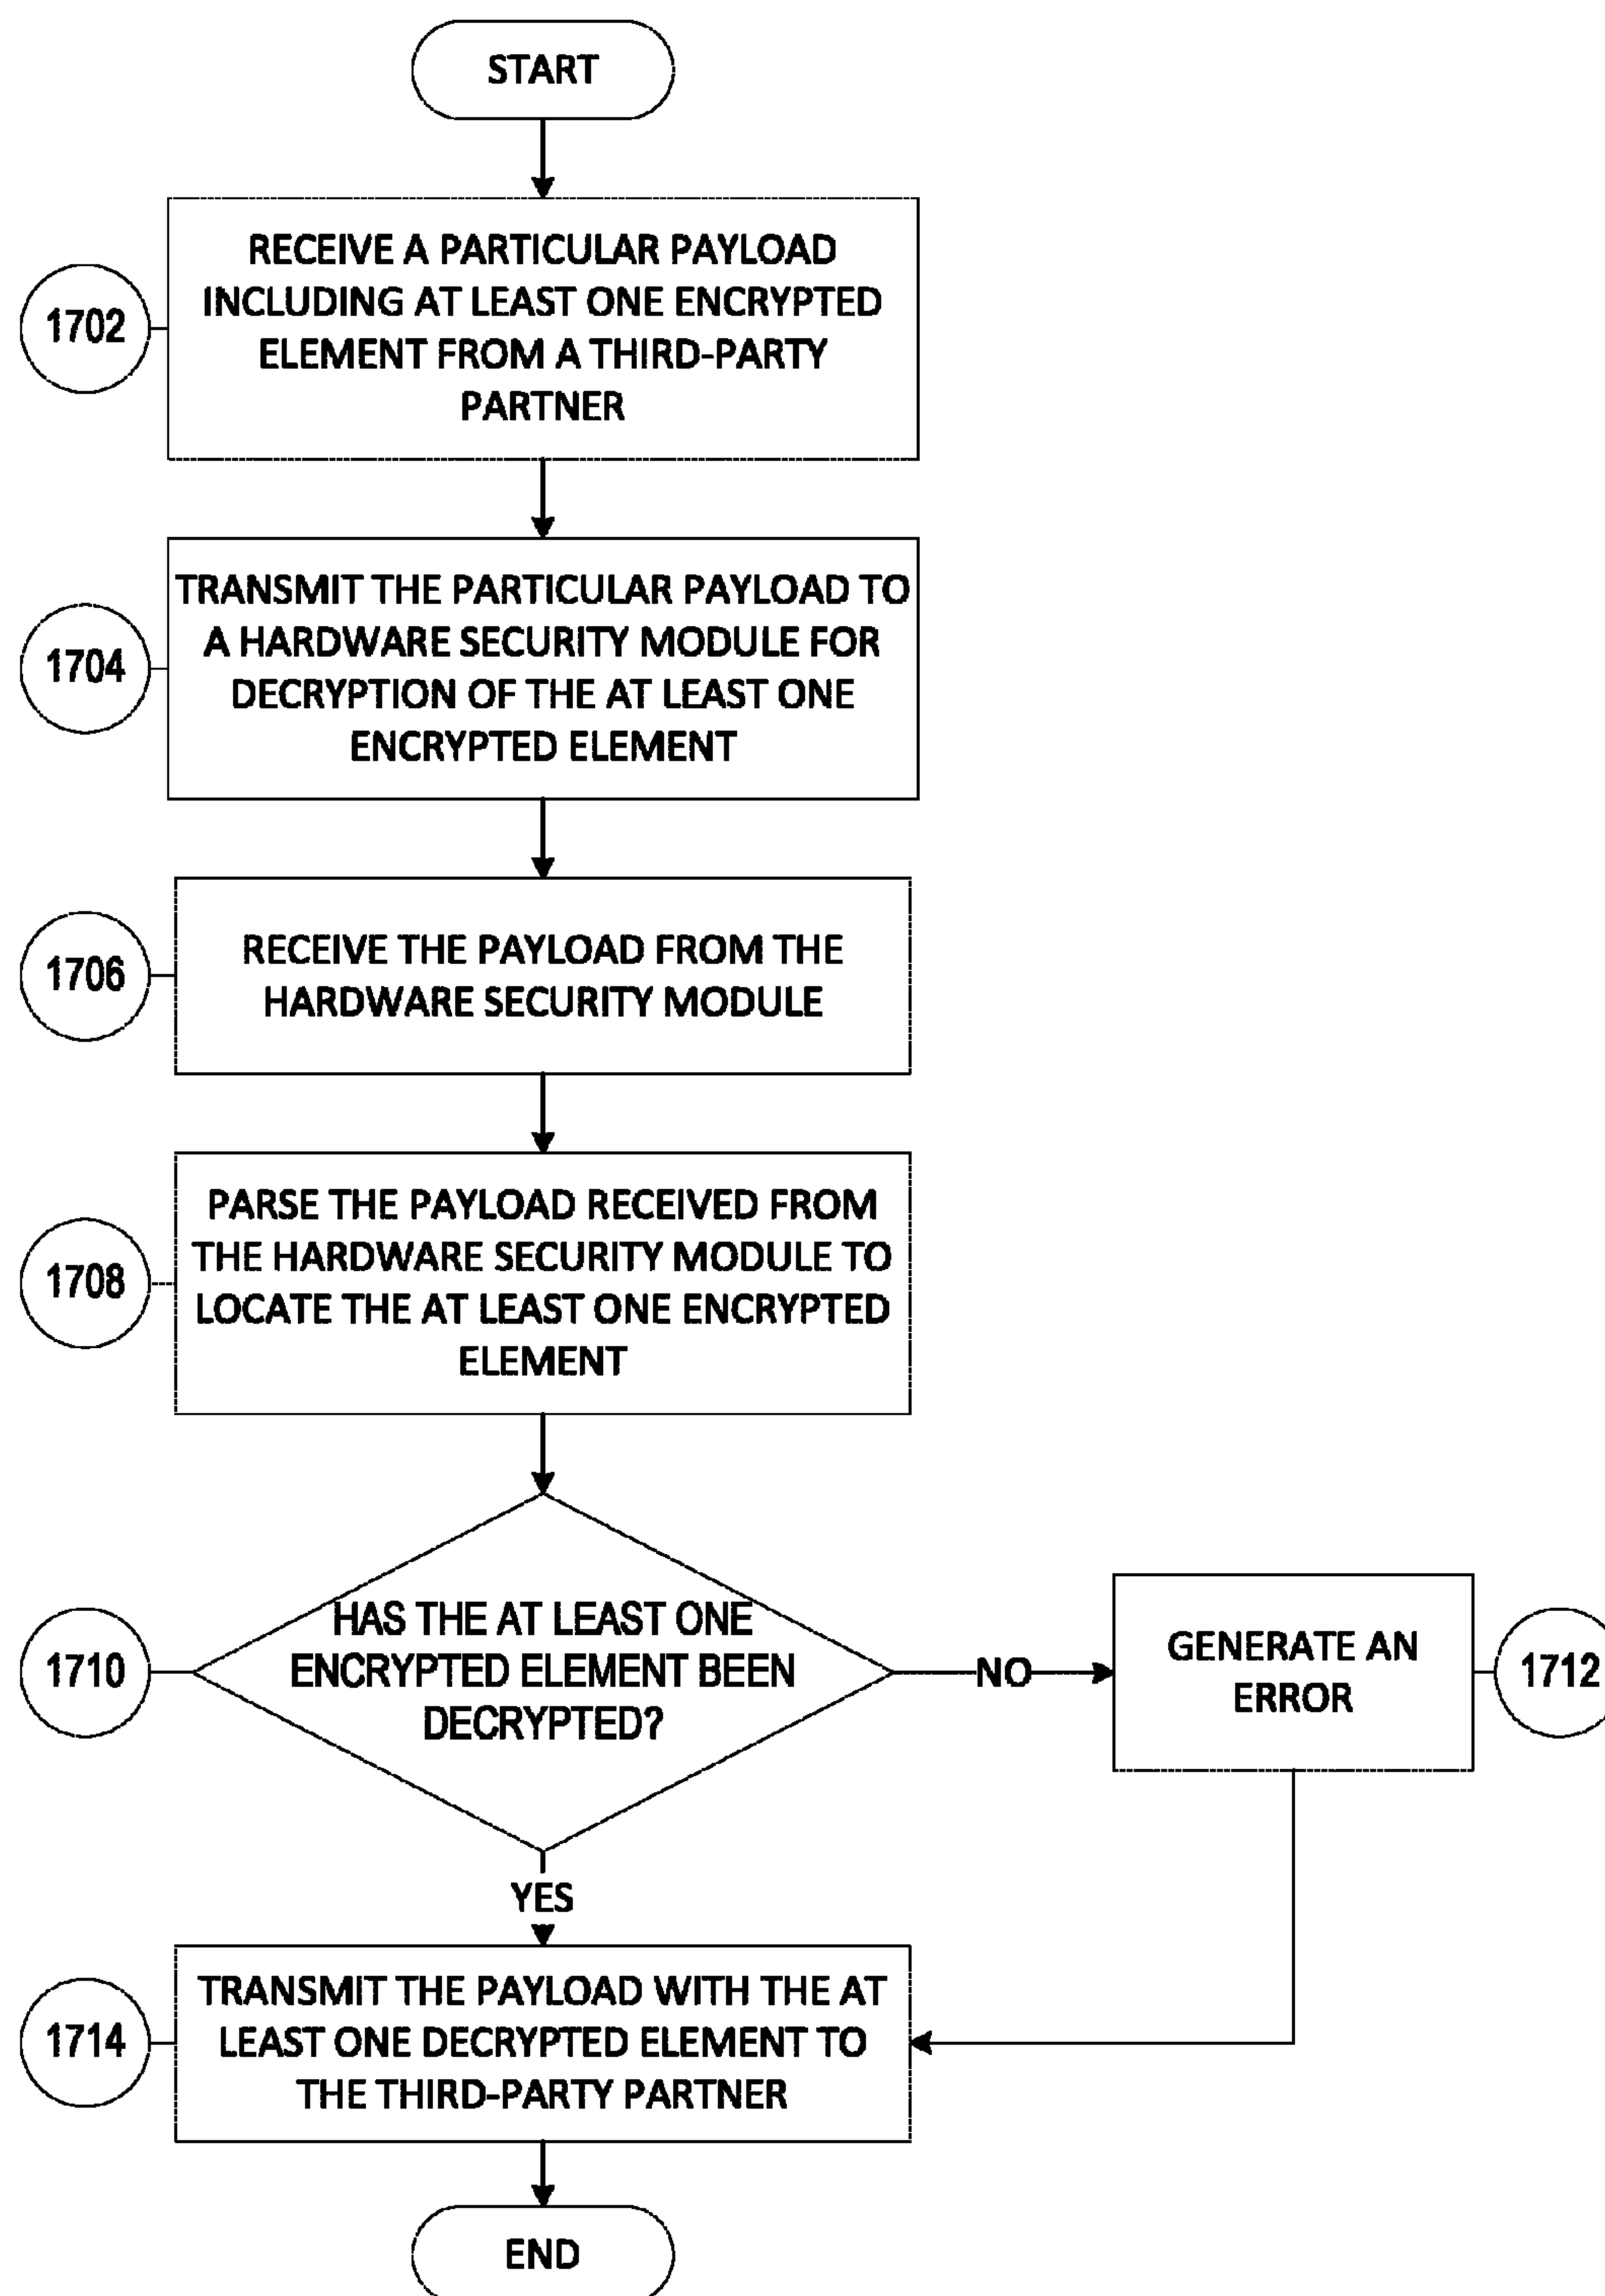 START
1702
RECEIVE A PARTICULAR PAYLOAD
INCLUDING AT LEAST ONE ENCRYPTED
ELEMENT FROM A THIRD-PARTY
PARTNER
1704
TRANSMIT THE PARTICULAR PAYLOAD TO
A HARDWARE SECURITY MODULE FOR
DECRYPTION OF THE AT LEAST ONE
ENCRYPTED ELEMENT
1706
RECEIVE THE PAYLOAD FROM THE
HARDWARE SECURITY MODULE
1708
PARSE THE PAYLOAD RECEIVED FROM
THE HARDWARE SECURITY MODULE TO
LOCATE THE AT LEAST ONE ENCRYPTED
ELEMENT
1710
HAS THE AT LEAST ONE
ENCRYPTED ELEMENT BEEN
DECRYPTED?
NO
GENERATE AN
ERROR
1712
YES
1714
TRANSMIT THE PAYLOAD WITH THE AT
LEAST ONE DECRYPTED ELEMENT TO
THE THIRD-PARTY PARTNER
END